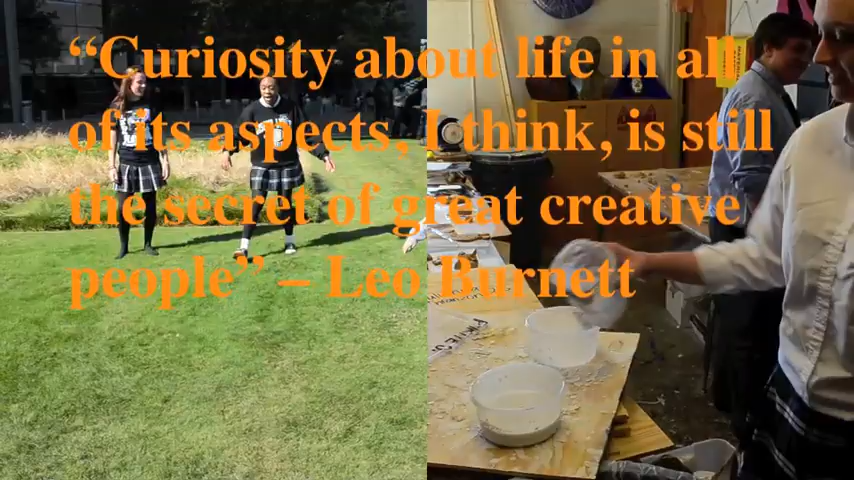 “Curiosity about life in all
of its aspects, I think, is still
the secret of great creative
people” – Leo Burnett